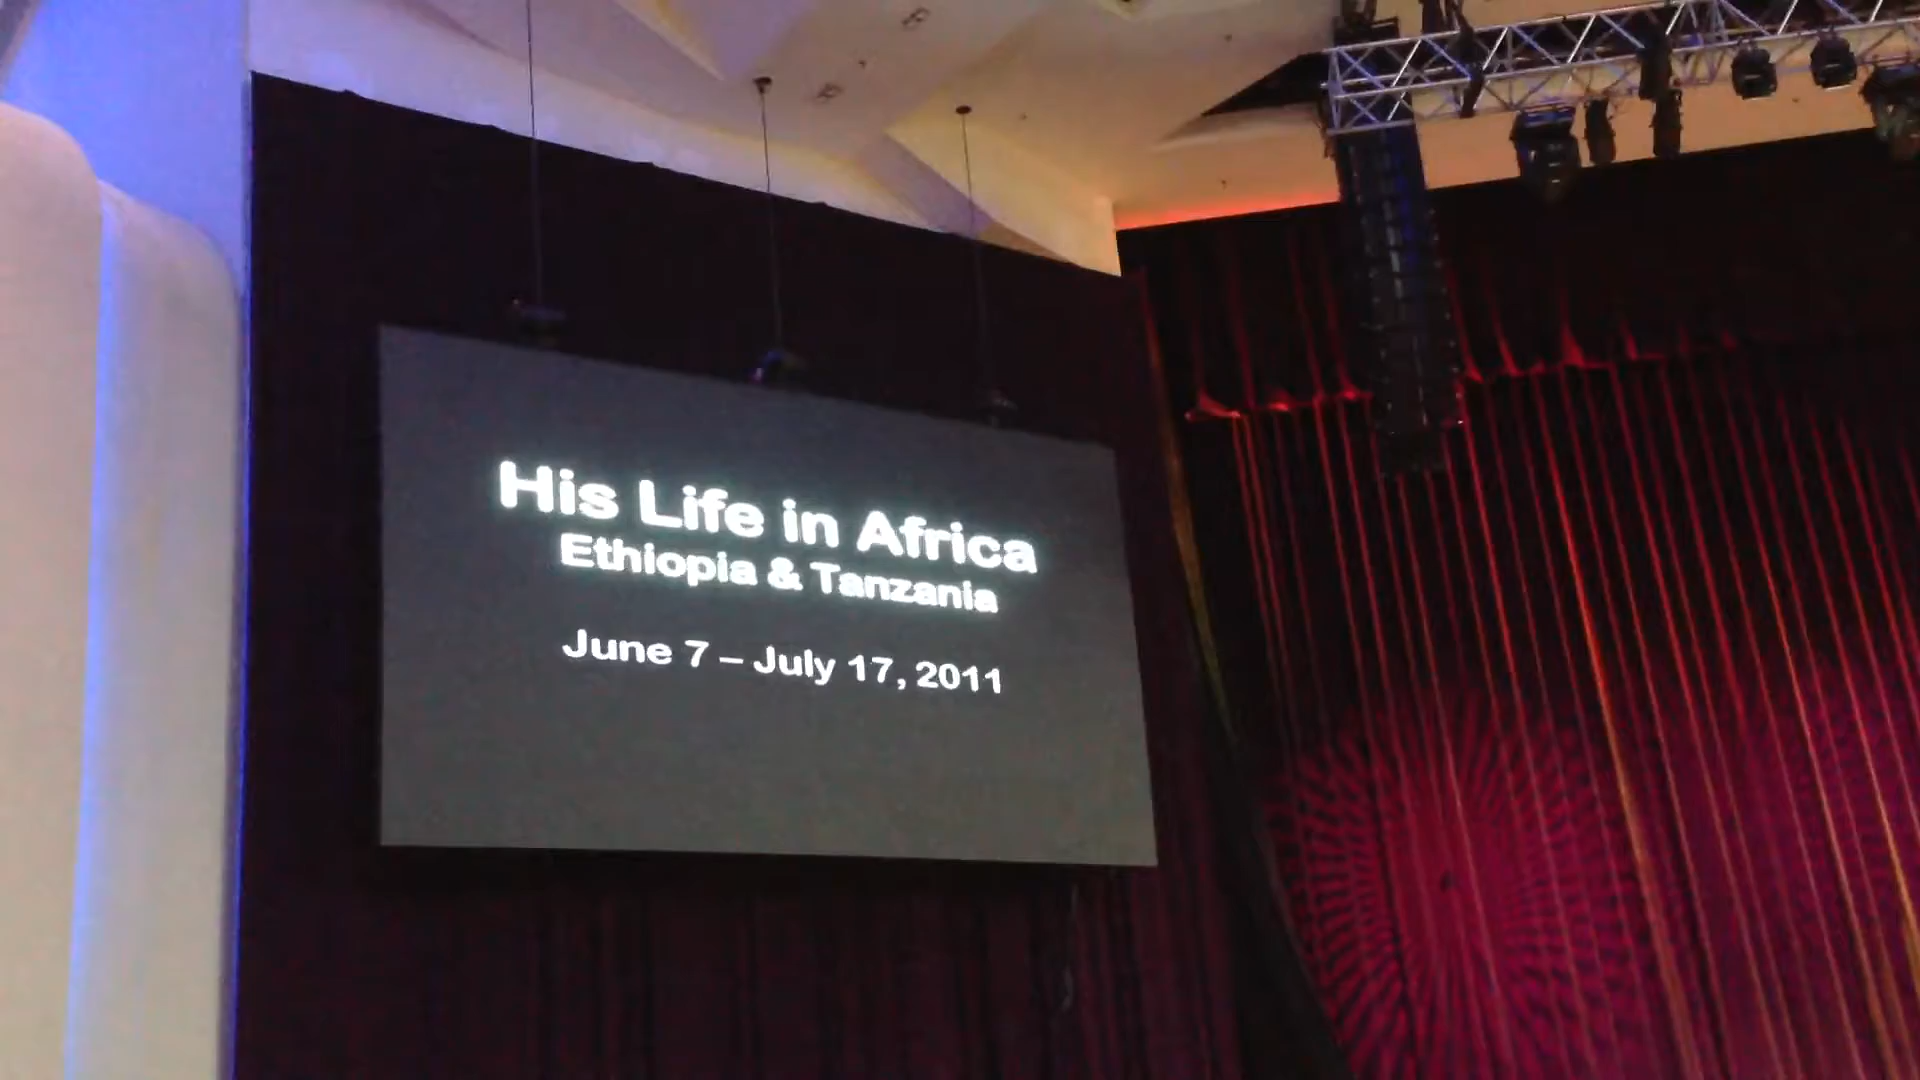 His Life in Africa
Ethiopia & Tanzania
June 7 – July 17, 2011